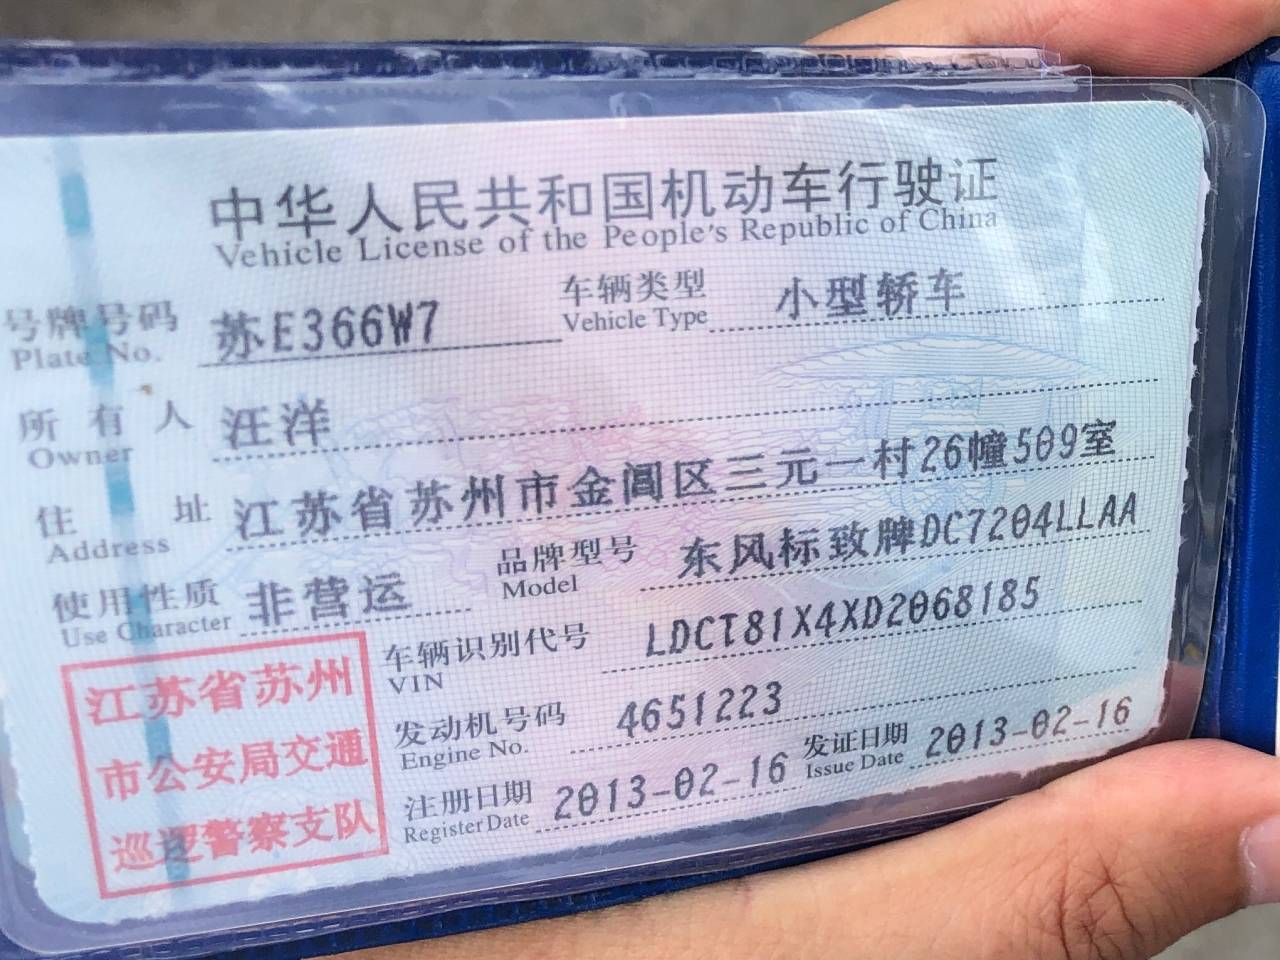 中华人民共和国机动车行驶证
Vehicle License of the People's Republic of China
号牌号码 苏E366W7 车辆类型 小型轿车
Plate No. Vehicle Type
所有人 汪洋
Owner
住址 江苏省苏州市金阊区三元一村26幢509室
Address
使用性质 非营运 品牌型号 东风标致牌DC7204LLAA
Use Character Model
车辆识别代号 LDCT81X4XD2068185
VIN
发动机号码 4651223
Engine No.
注册日期 2013-02-16 发证日期 2013-02-16
Register Date Issue Date
江苏省苏州
市公安局交通
巡逻警察支队